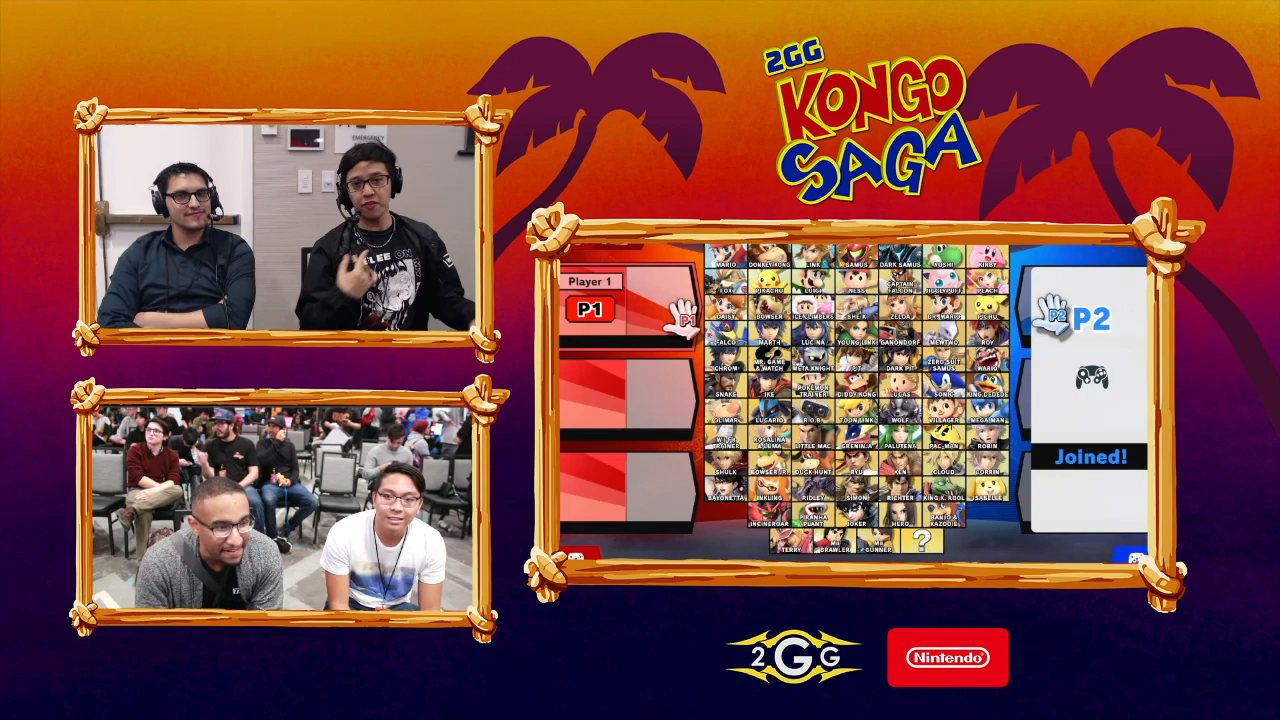 2GG
KONGO
SAGA
EMERGENCY
Player 1
P1
P1
P2
P2
Joined!
MARIO DONKEY KONG LINK SAMUS DARK SAMUS YOSHI KIRBY
FOX PIKACHU LUIGI NESS CAPTAIN FALCON JIGGLYPUFF PEACH
DAISY BOWSER ICE CLIMBERS SHEIK ZELDA DR. MARIO PICHU
FALCO MARTH LUCINA YOUNG LINK GANONDORF MEWTWO ROY
CHROM MR. GAME & WATCH META KNIGHT PIT DARK PIT ZERO SUIT SAMUS WARIO
SNAKE IKE POKÉMON TRAINER DIDDY KONG LUCAS SONIC KING DEDEDE
OLIMAR LUCARIO R.O.B. TOON LINK WOLF VILLAGER MEGA MAN
WII FIT TRAINER ROSALINA & LUMA LITTLE MAC GRENINJA PALUTENA PAC-MAN ROBIN
SHULK BOWSER JR. DUCK HUNT RYU KEN CLOUD CORRIN
BAYONETTA INKLING RIDLEY SIMON RICHTER KING K. ROOL ISABELLE
INCINEROAR PIRANHA PLANT JOKER HERO BANJO & KAZOOIE
TERRY MII BRAWLER MII GUNNER ?
2GG
Nintendo